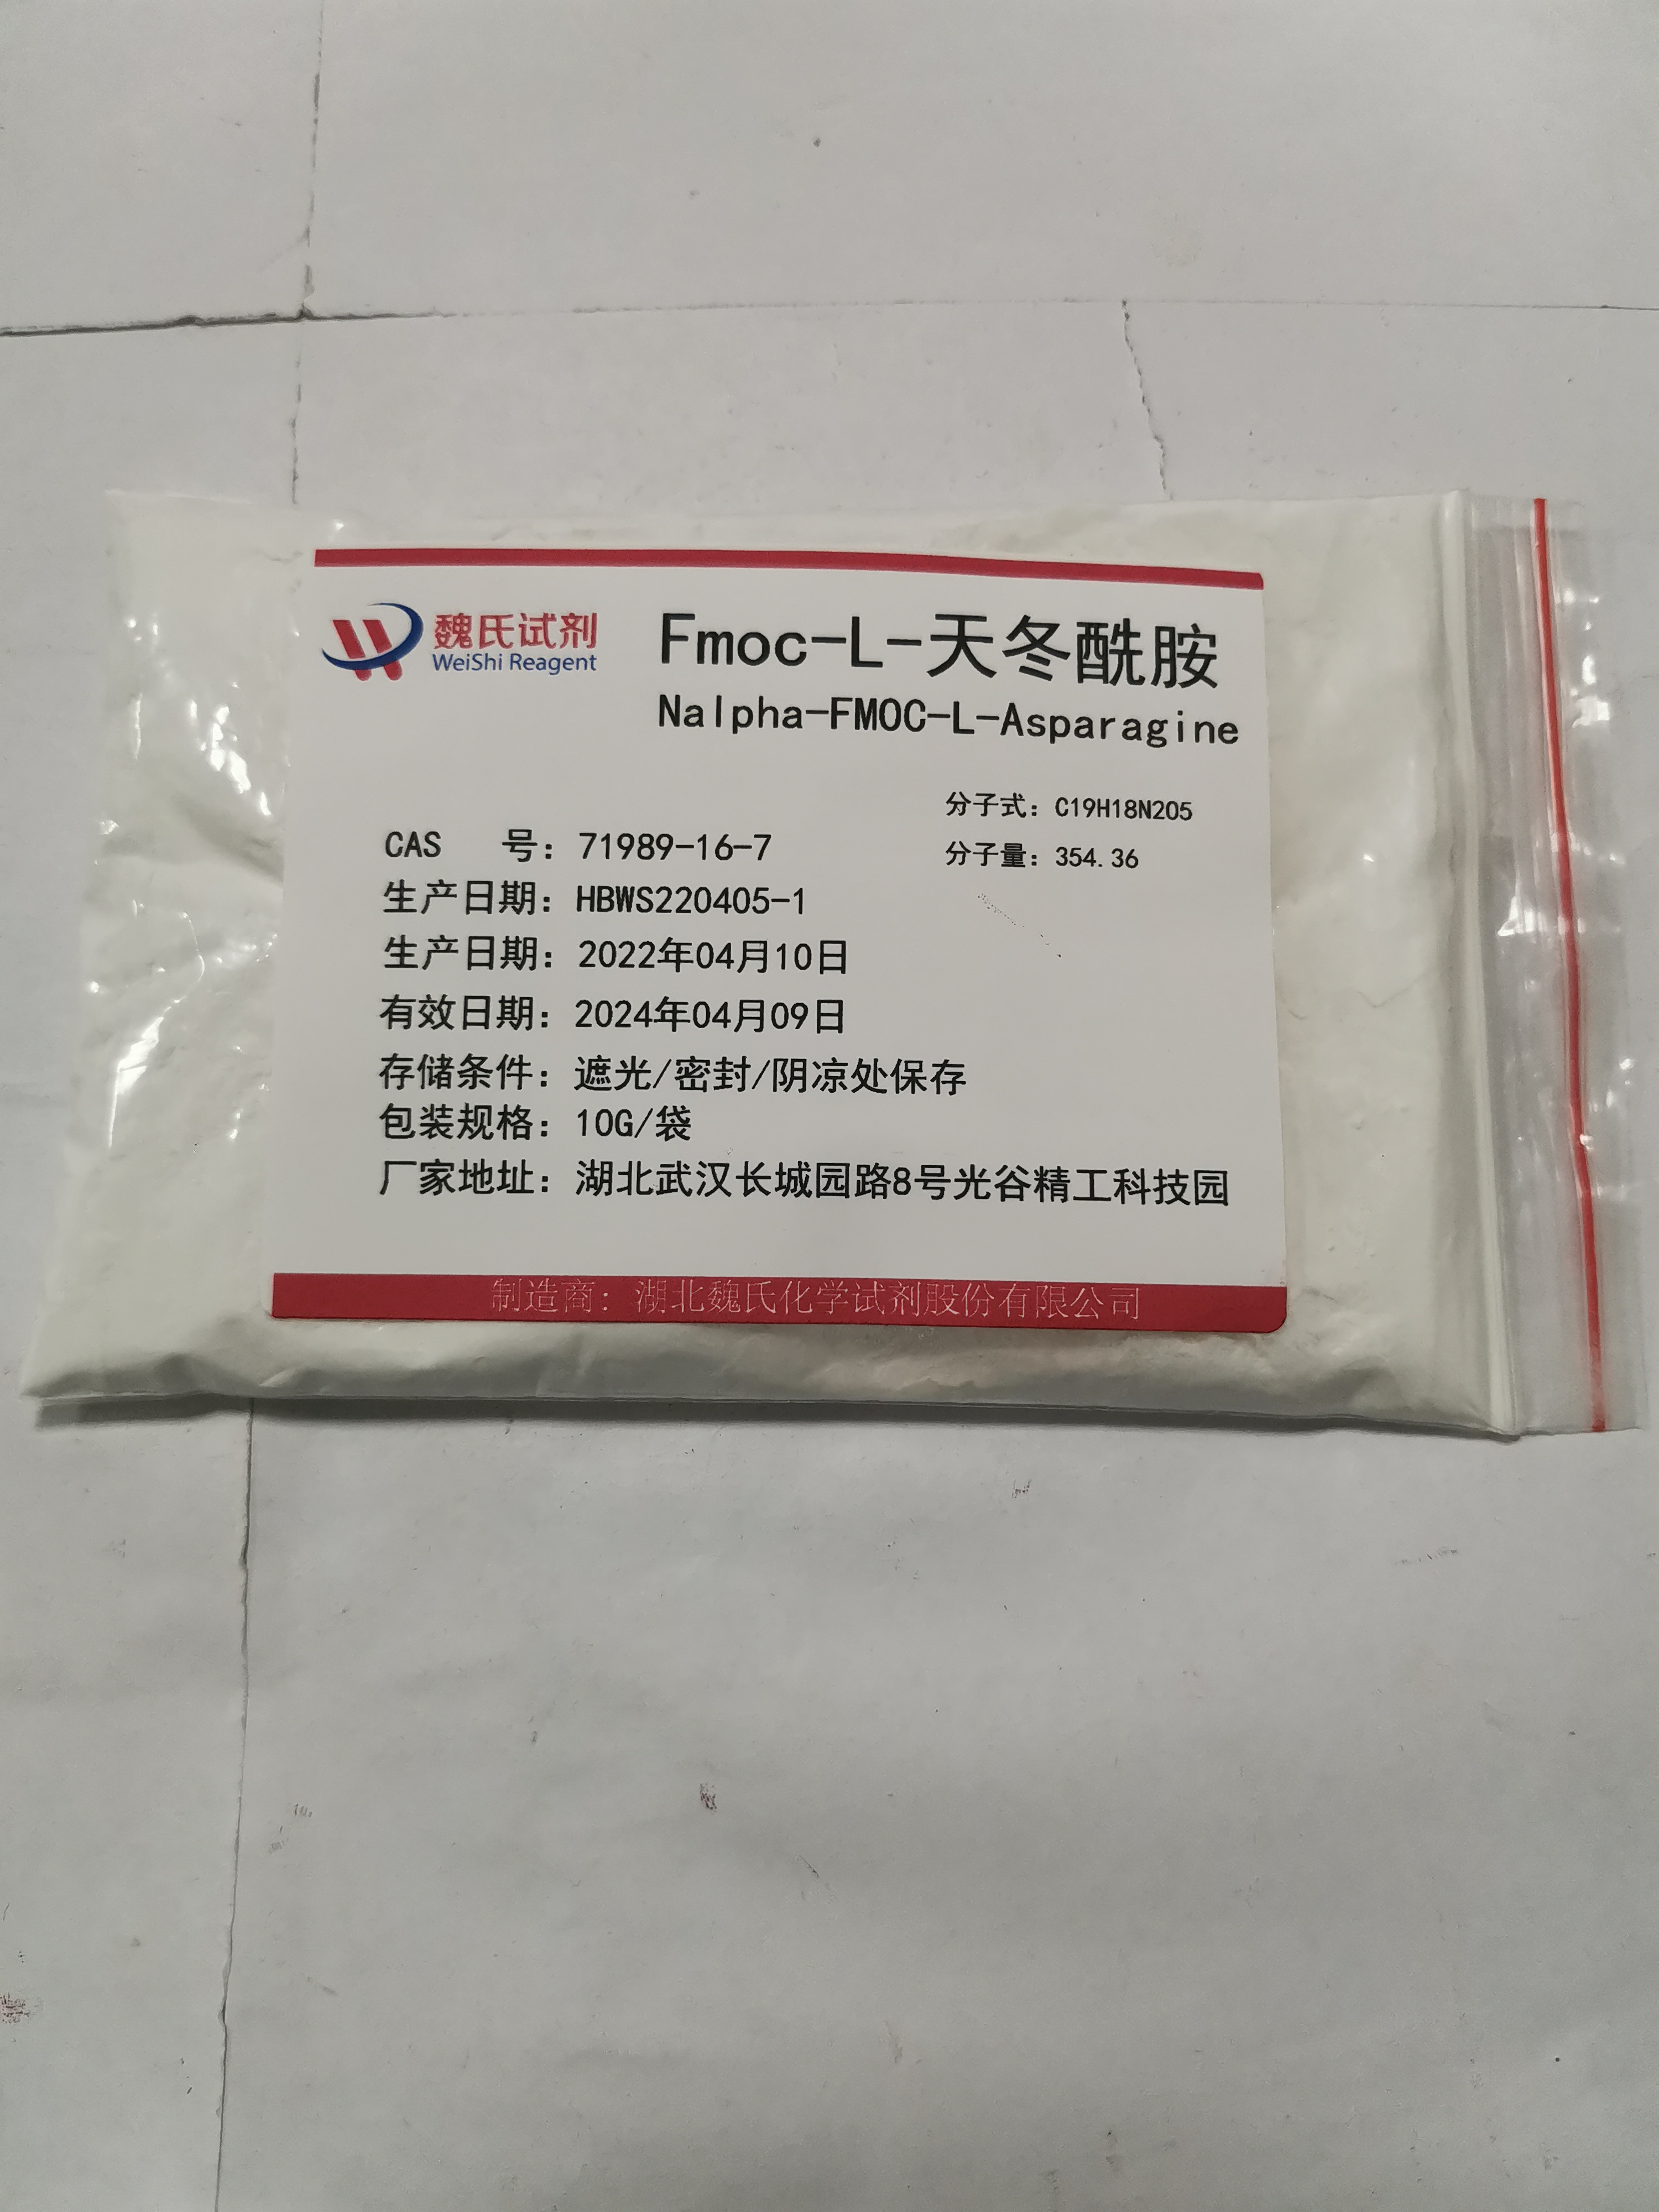 魏氏试剂
WeiShi Reagent
Fmoc-L-天冬酰胺
Nalpha-FMOC-L-Asparagine
分子式：C19H18N2O5
分子量：354.36
CAS 号：71989-16-7
生产日期：HBWS220405-1
生产日期：2022年04月10日
有效日期：2024年04月09日
存储条件：遮光/密封/阴凉处保存
包装规格：10G/袋
厂家地址：湖北武汉长城园路8号光谷精工科技园
制造商：湖北魏氏化学试剂股份有限公司